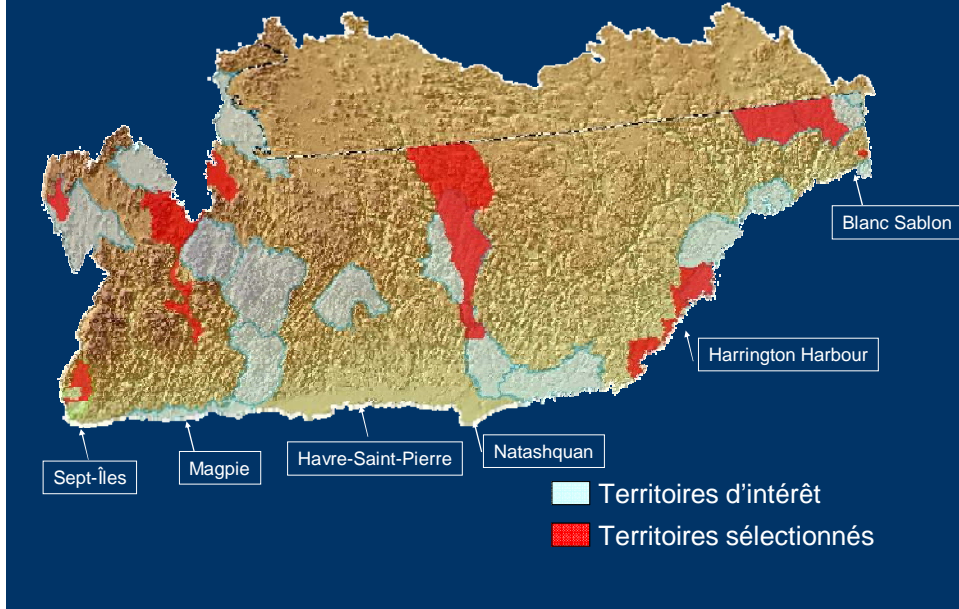 Blanc Sablon
Harrington Harbour
Sept-Îles
Magpie
Havre-Saint-Pierre
Natashquan
Territoires d'intérêt
Territoires sélectionnés